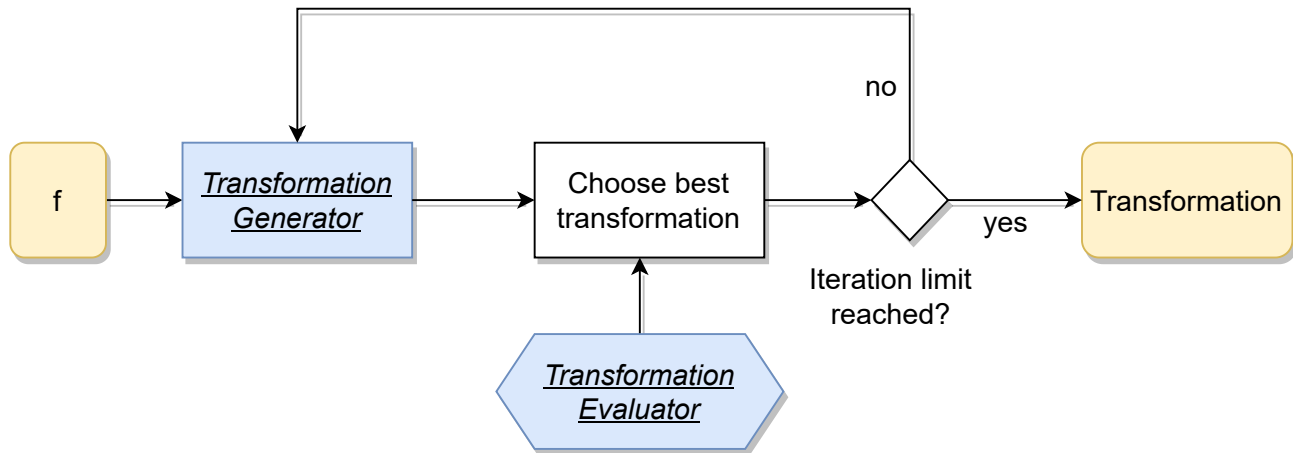 no
f
Transformation
Generator
Choose best
transformation
yes
Transformation
Iteration limit
reached?
Transformation
Evaluator